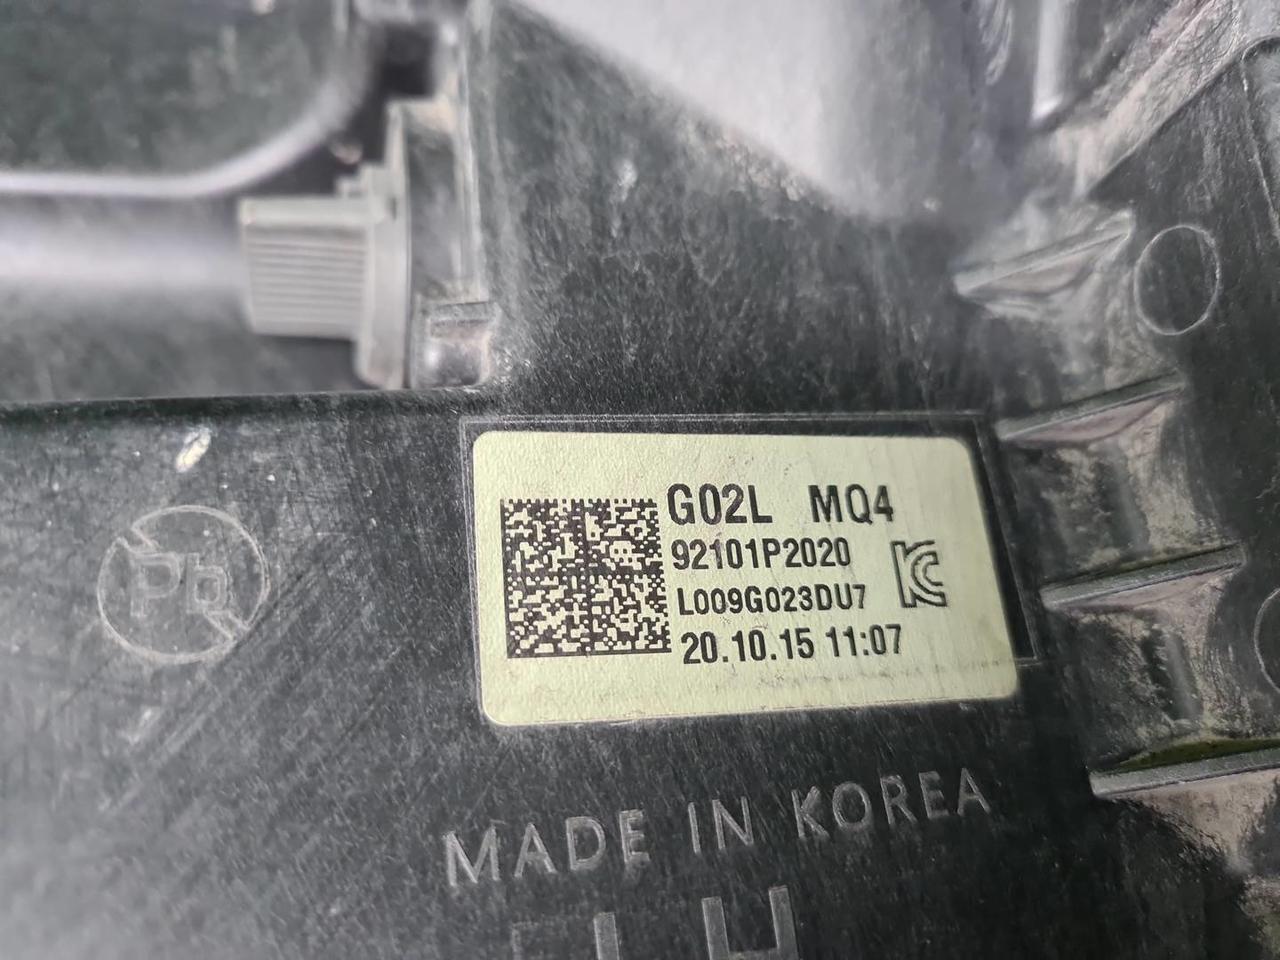 G02L MQ4
92101P2020
L009G023DU7
20.10.15 11:07
Pb
MADE IN KOREA